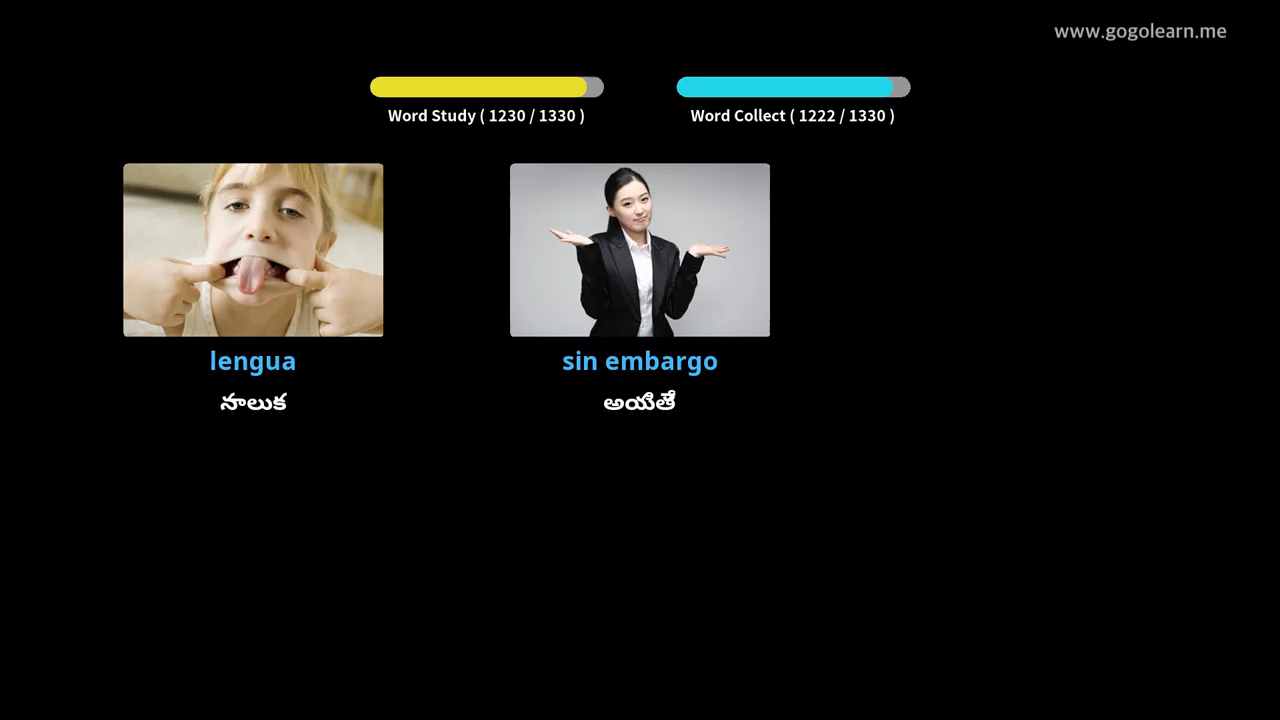 www.gogolearn.me
Word Study ( 1230 / 1330 )
Word Collect ( 1222 / 1330 )
lengua
నాలుక
sin embargo
అయితే